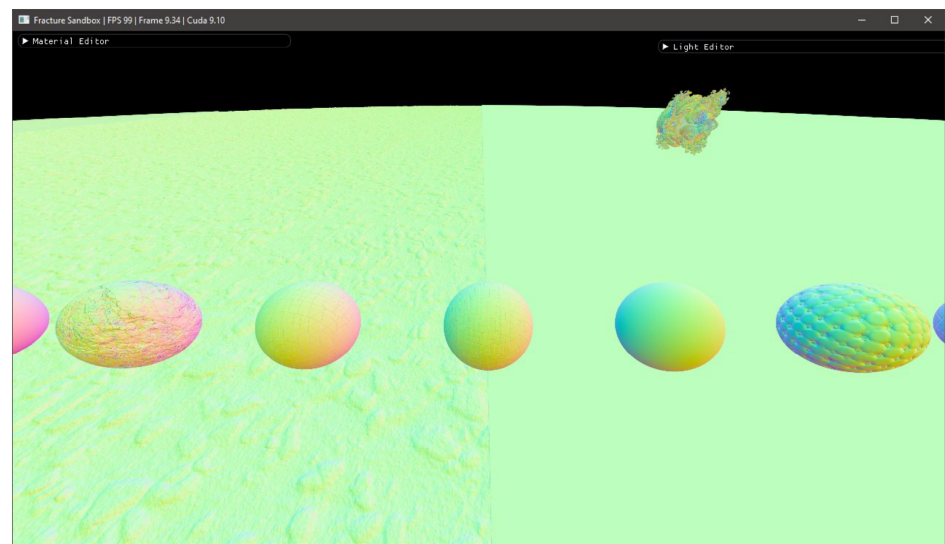 Fracture Sandbox | FPS 99 | Frame 9.34 | Cuda 9.10
Material Editor
Light Editor